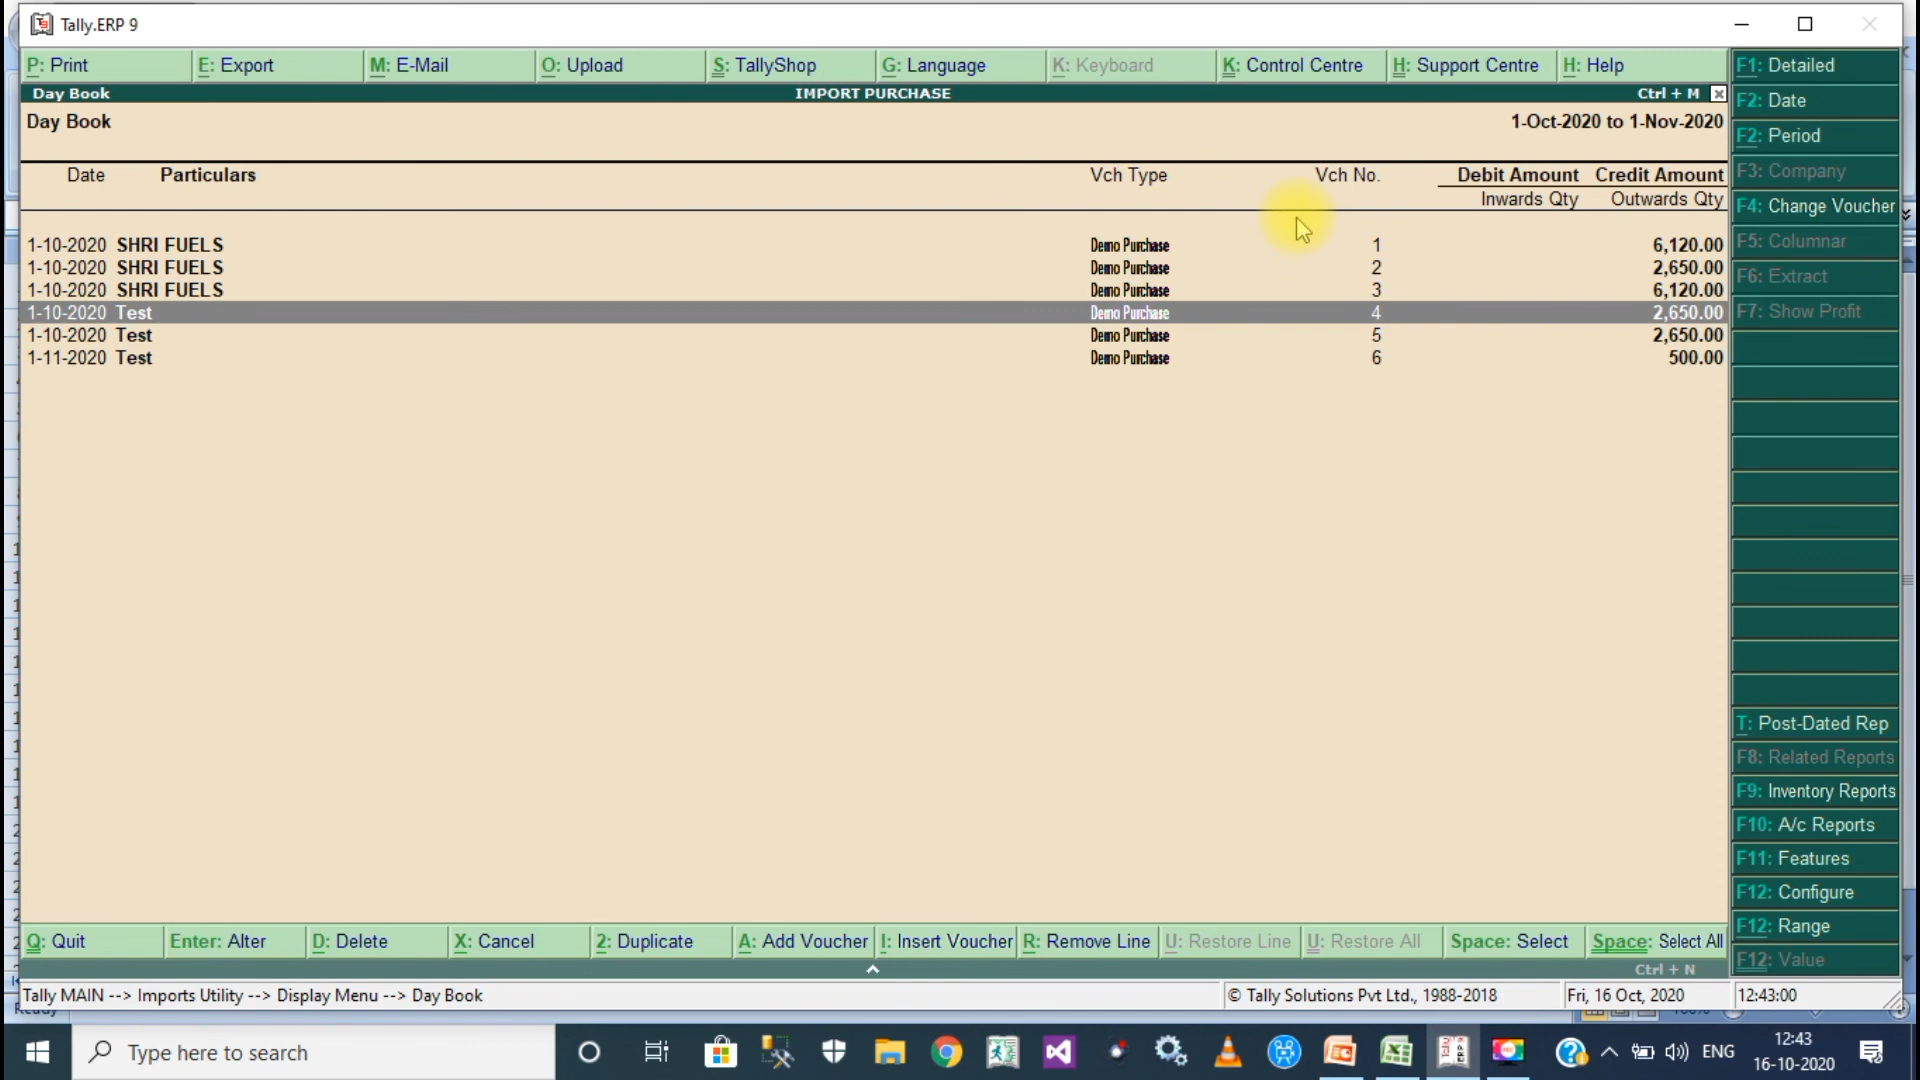 Tally.ERP 9
P: Print E: Export M: E-Mail O: Upload S: TallyShop G: Language K: Keyboard K: Control Centre H: Support Centre H: Help
Day Book IMPORT PURCHASE Ctrl + M
Day Book 1-Oct-2020 to 1-Nov-2020
Date Particulars Vch Type Vch No. Debit Amount Credit Amount
Inwards Qty Outwards Qty
1-10-2020 SHRI FUELS Demo Purchase 1 6,120.00
1-10-2020 SHRI FUELS Demo Purchase 2 2,650.00
1-10-2020 SHRI FUELS Demo Purchase 3 6,120.00
1-10-2020 Test Demo Purchase 4 2,650.00
1-10-2020 Test Demo Purchase 5 2,650.00
1-11-2020 Test Demo Purchase 6 500.00
F1: Detailed
F2: Date
F2: Period
F3: Company
F4: Change Voucher
F5: Columnar
F6: Extract
F7: Show Profit
T: Post-Dated Rep
F8: Related Reports
F9: Inventory Reports
F10: A/c Reports
F11: Features
F12: Configure
F12: Range
F12: Value
Q: Quit Enter: Alter D: Delete X: Cancel 2: Duplicate A: Add Voucher I: Insert Voucher R: Remove Line U: Restore Line U: Restore All Space: Select Space: Select All
Ctrl + N
Tally MAIN --> Imports Utility --> Display Menu --> Day Book © Tally Solutions Pvt Ltd., 1988-2018 Fri, 16 Oct, 2020 12:43:00
Type here to search ENG 12:43
16-10-2020